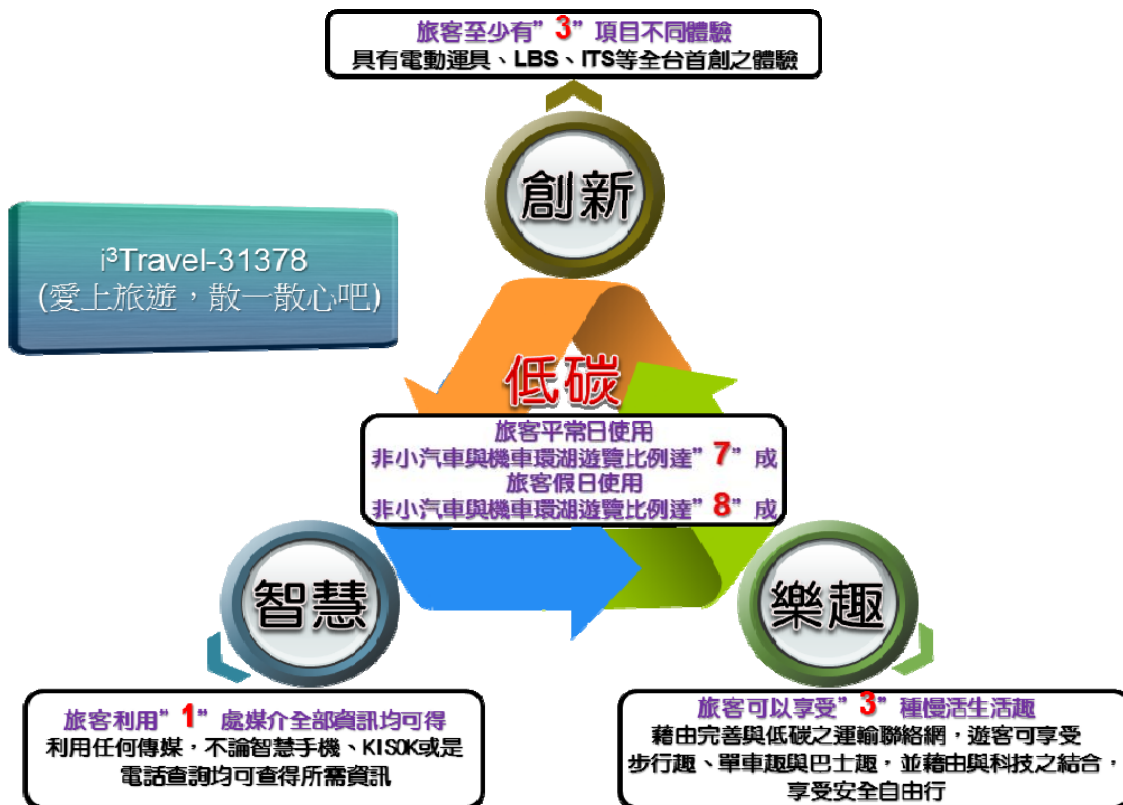 旅客至少有”3”項目不同體驗
具有電動運具、LBS、ITS等全台首創之體驗
創新
i³Travel-31378
(愛上旅遊，散一散心吧)
低碳
旅客平常日使用
非小汽車與機車環湖遊覽比例達”7”成
旅客假日使用
非小汽車與機車環湖遊覽比例達”8”成
智慧
樂趣
旅客利用”1”處媒介全部資訊均可得
利用任何傳媒，不論智慧手機、KISOK或是
電話查詢均可查得所需資訊
旅客可以享受”3”種慢活生活趣
藉由完善與低碳之運輸聯絡網，遊客可享受
步行趣、單車趣與巴士趣，並藉由與科技之結合，
享受安全自由行